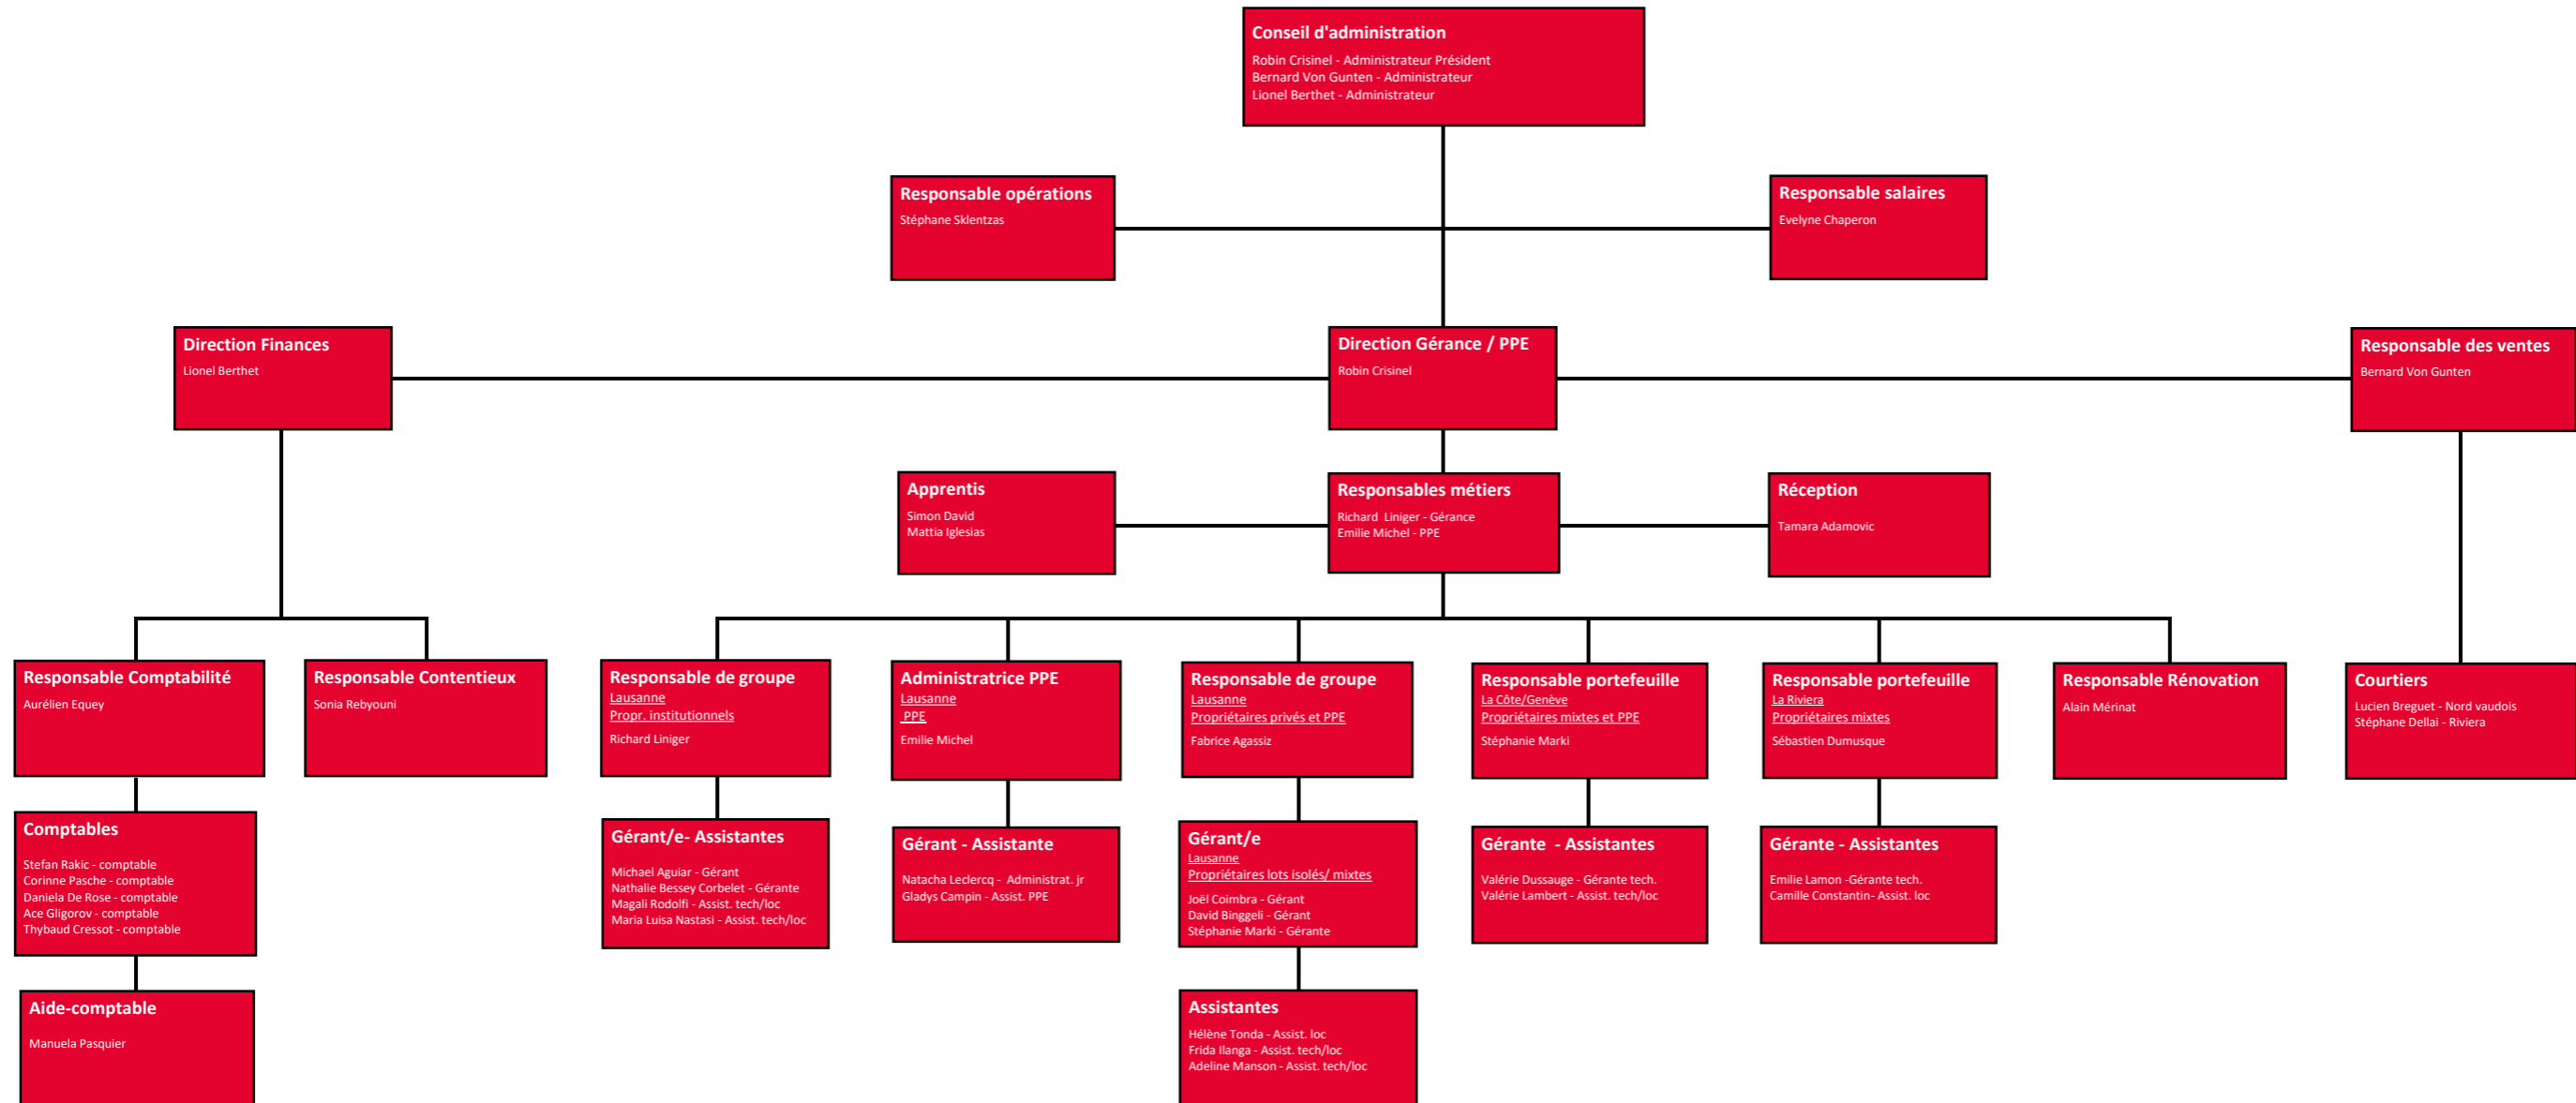 Conseil d'administration
Robin Crisinel - Administrateur Président
Bernard Von Gunten - Administrateur
Lionel Berthet - Administrateur
Responsable opérations
Stéphane Sklentzas
Responsable salaires
Evelyne Chaperon
Direction Finances
Lionel Berthet
Direction Gérance / PPE
Robin Crisinel
Responsable des ventes
Bernard Von Gunten
Apprentis
Simon David
Mattia Iglesias
Responsables métiers
Richard  Liniger - Gérance
Emilie Michel - PPE
Réception
Tamara Adamovic
Responsable Comptabilité
Aurélien Equey
Responsable Contentieux
Sonia Rebyouni
Responsable de groupe
Lausanne
Propr. institutionnels
Richard Liniger
Administratrice PPE
Lausanne
PPE
Emilie Michel
Responsable de groupe
Lausanne
Propriétaires privés et PPE
Fabrice Agassiz
Responsable portefeuille
La Côte/Genève
Propriétaires mixtes et PPE
Stéphanie Marki
Responsable portefeuille
La Riviera
Propriétaires mixtes
Sébastien Dumusque
Responsable Rénovation
Alain Mérinat
Courtiers
Lucien Breguet - Nord vaudois
Stéphane Dellai - Riviera
Comptables
Stefan Rakic - comptable
Corinne Pasche - comptable
Daniela De Rose - comptable
Ace Gligorov - comptable
Thybaud Cressot - comptable
Gérant/e- Assistantes
Michael Aguiar - Gérant
Nathalie Bessey Corbelet - Gérante
Magali Rodolfi - Assist. tech/loc
Maria Luisa Nastasi - Assist. tech/loc
Gérant - Assistante
Natacha Leclercq -  Administrat. jr
Gladys Campin - Assist. PPE
Gérant/e
Lausanne
Propriétaires lots isolés/ mixtes
Joël Coimbra - Gérant
David Binggeli - Gérant
Stéphanie Marki - Gérante
Gérante  - Assistantes
Valérie Dussauge - Gérante tech.
Valérie Lambert - Assist. tech/loc
Gérante - Assistantes
Emilie Lamon -Gérante tech.
Camille Constantin- Assist. loc
Aide-comptable
Manuela Pasquier
Assistantes
Hélène Tonda - Assist. loc
Frida Ilanga - Assist. tech/loc
Adeline Manson - Assist. tech/loc